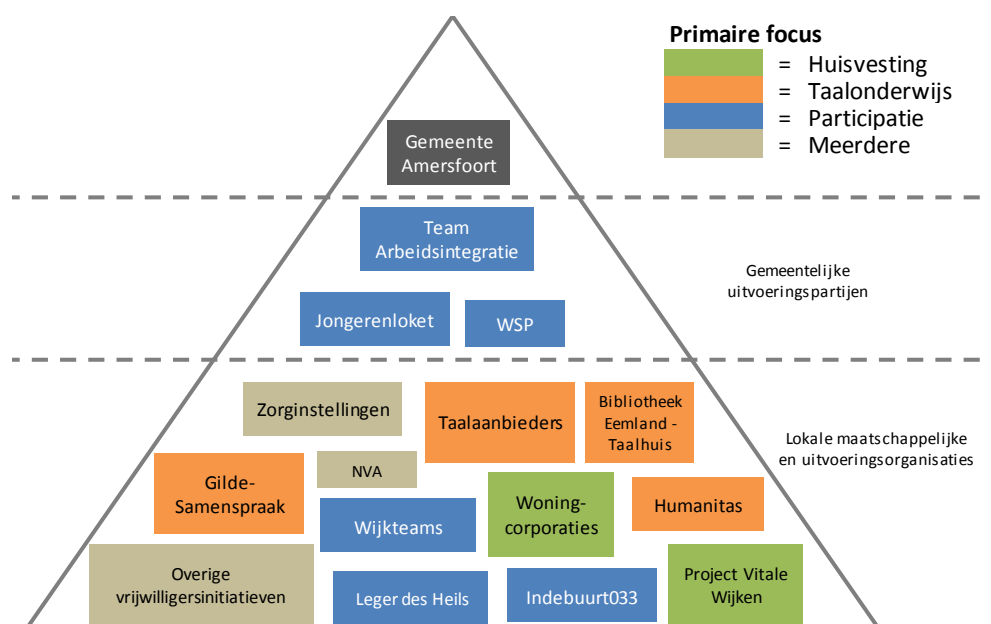 Primaire focus
= Huisvesting
= Taalonderwijs
= Participatie
= Meerdere
Gemeente
Amersfoort
Team
Arbeidsintegratie
Jongerenloket
WSP
Gemeentelijke
uitvoeringspartijen
Zorginstellingen
Taalaanbieders
Bibliotheek
Eemland -
Taalhuis
Lokale maatschappelijke
en uitvoeringsorganisaties
Gilde-
Samenspraak
NVA
Wijkteams
Woning-
corporaties
Humanitas
Overige
vrijwilligersinitiatieven
Leger des Heils
Indebuurt033
Project Vitale
Wijken